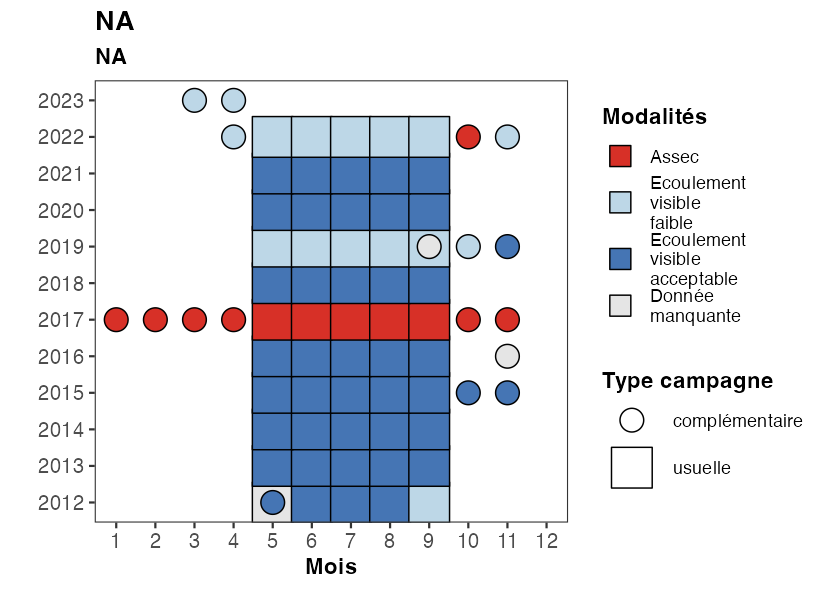 NA
NA
2023
2022
2021
2020
2019
2018
2017
2016
2015
2014
2013
2012
1 2 3 4 5 6 7 8 9 10 11 12
Mois
Modalités
Assec
Ecoulement
visible
faible
Ecoulement
visible
acceptable
Donnée
manquante
Type campagne
complémentaire
usuelle